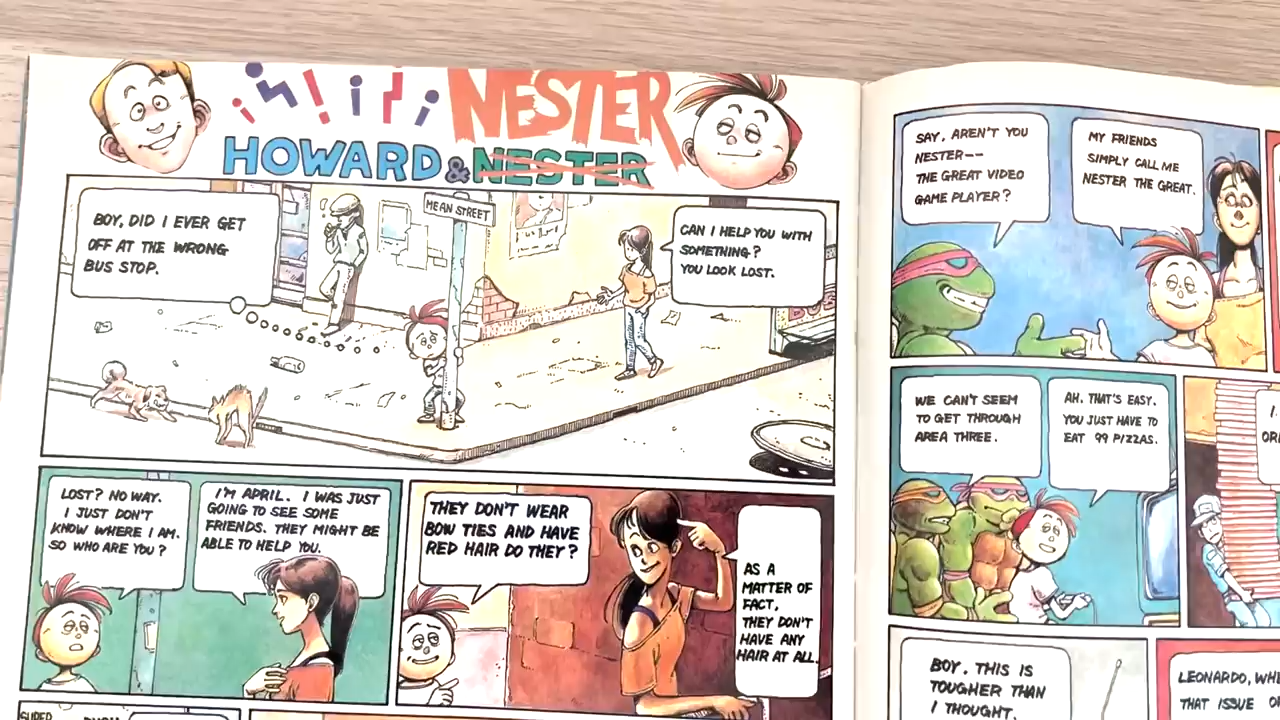 NESTER
HOWARD & NESTER
BOY, DID I EVER GET
OFF AT THE WRONG
BUS STOP.
MEAN STREET
CAN I HELP YOU WITH
SOMETHING?
YOU LOOK LOST.
BUS
LOST? NO WAY.
I JUST DON'T
KNOW WHERE I AM.
SO WHO ARE YOU?
I'M APRIL. I WAS JUST
GOING TO SEE SOME
FRIENDS. THEY MIGHT BE
ABLE TO HELP YOU.
THEY DON'T WEAR
BOW TIES AND HAVE
RED HAIR DO THEY?
AS A
MATTER OF
FACT,
THEY DON'T
HAVE ANY
HAIR AT ALL.
SAY, AREN'T YOU
NESTER--
THE GREAT VIDEO
GAME PLAYER?
MY FRIENDS
SIMPLY CALL ME
NESTER THE GREAT.
WE CAN'T SEEM
TO GET THROUGH
AREA THREE.
AH. THAT'S EASY.
YOU JUST HAVE TO
EAT 99 PIZZAS.
BOY, THIS IS
TOUGHER THAN
I THOUGHT.
LEONARDO,
THAT ISSUE